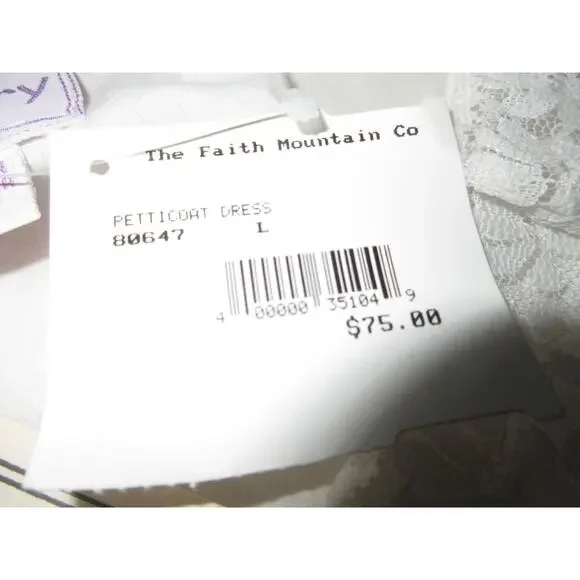 The Faith Mountain Co
PETTICOAT DRESS
80647 L
4 00000 35104 9
$75.00